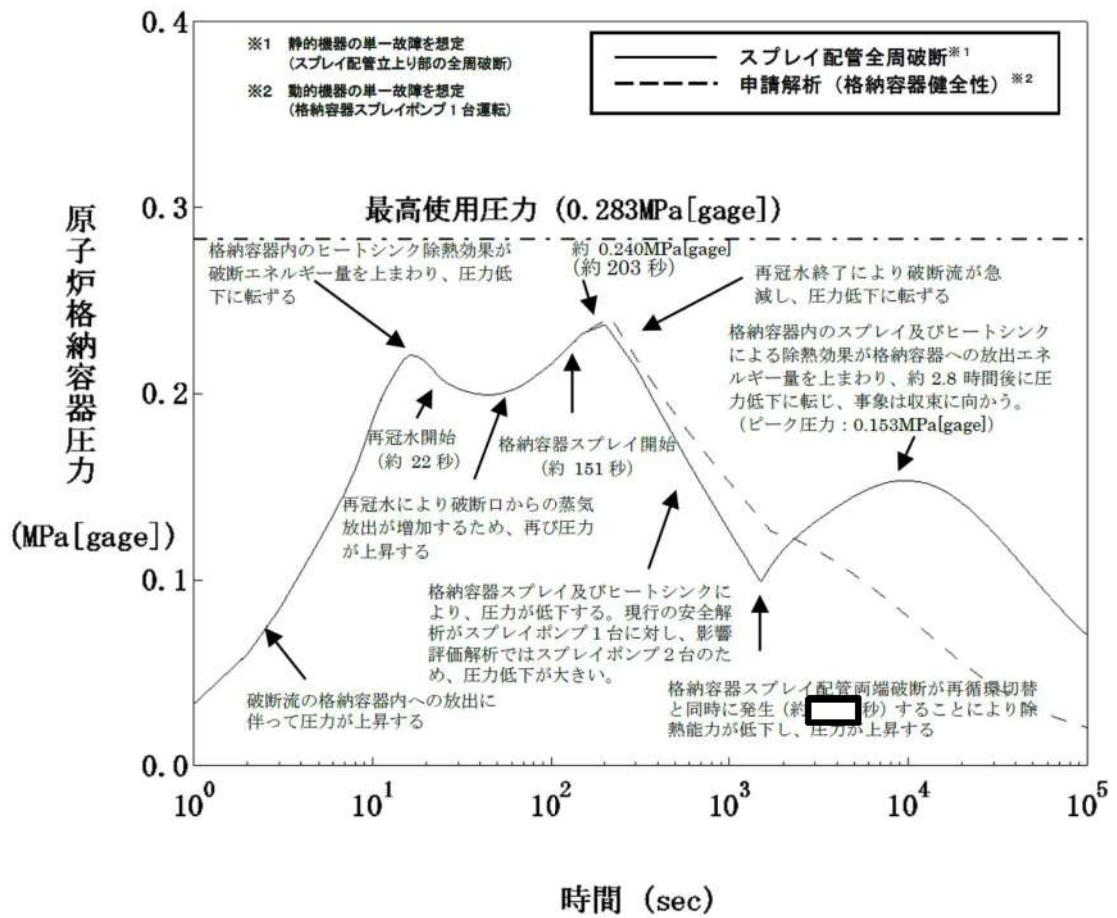 0.4
※1 静的機器の単一故障を想定
(スプレイ配管立上り部の全周破断)
※2 動的機器の単一故障を想定
(格納容器スプレイポンプ1台運転)
スプレイ配管全周破断※1
申請解析(格納容器健全性)※2
0.3
最高使用圧力 (0.283MPa[gage])
格納容器内のヒートシンク除熱効果が
破断エネルギー量を上まわり、圧力低
下に転ずる
約 0.240MPa[gage]
(約 203 秒)
再冠水終了により破断流が急
減し、圧力低下に転ずる
格納容器内のスプレイ及びヒートシンク
による除熱効果が格納容器への放出エネ
ルギー量を上まわり、約 2.8 時間後に圧
力低下に転じ、事象は収束に向かう。
(ピーク圧力:0.153MPa[gage])
原子炉格納容器圧力
(MPa[gage])
0.2
再冠水開始
(約 22 秒)
格納容器スプレイ開始
(約 151 秒)
再冠水により破断口からの蒸気
放出が増加するため、再び圧力
が上昇する
0.1
格納容器スプレイ及びヒートシンクに
より、圧力が低下する。現行の安全解
析がスプレイポンプ1台に対し、影響
評価解析ではスプレイポンプ2台のた
め、圧力低下が大きい。
破断流の格納容器内への放出に
伴って圧力が上昇する
格納容器スプレイ配管両端破断が再循環切替
と同時に発生(約 秒)することにより除
熱能力が低下し、圧力が上昇する
0.0
10⁰ 10¹ 10² 10³ 10⁴ 10⁵
時間 (sec)